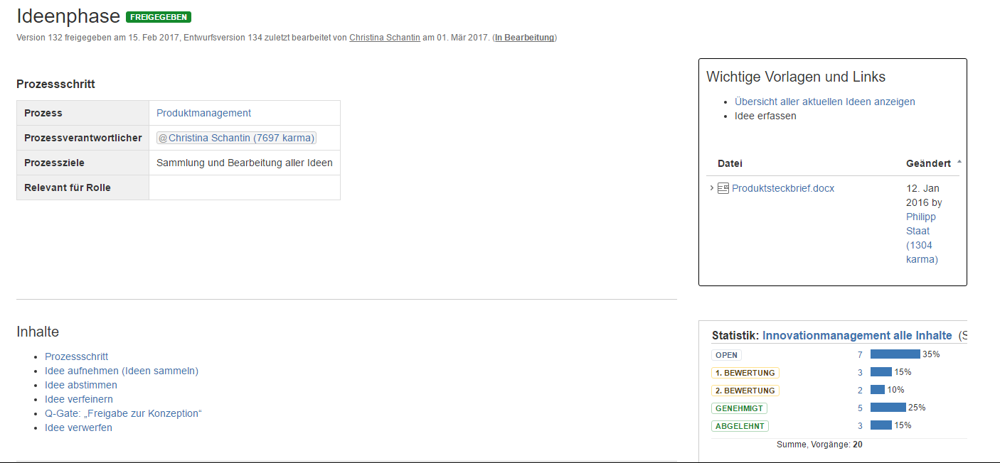 Ideenphase FREIGEGEBEN
Version 132 freigegeben am 15. Feb 2017, Entwurfsversion 134 zuletzt bearbeitet von Christina Schantin am 01. Mär 2017. (In Bearbeitung)
Prozessschritt
Prozess Produktmanagement
Prozessverantwortlicher @Christina Schantin (7697 karma)
Prozessziele Sammlung und Bearbeitung aller Ideen
Relevant für Rolle
Wichtige Vorlagen und Links
• Übersicht aller aktuellen Ideen anzeigen
• Idee erfassen
Datei Geändert
Produktsteckbrief.docx 12. Jan
2016 by
Philipp
Staat
(1304
karma)
Inhalte
• Prozessschritt
• Idee aufnehmen (Ideen sammeln)
• Idee abstimmen
• Idee verfeinern
• Q-Gate: „Freigabe zur Konzeption“
• Idee verwerfen
Statistik: Innovationmanagement alle Inhalte (S
OPEN 7 35%
1. BEWERTUNG 3 15%
2. BEWERTUNG 2 10%
GENEHMIGT 5 25%
ABGELEHNT 3 15%
Summe, Vorgänge: 20